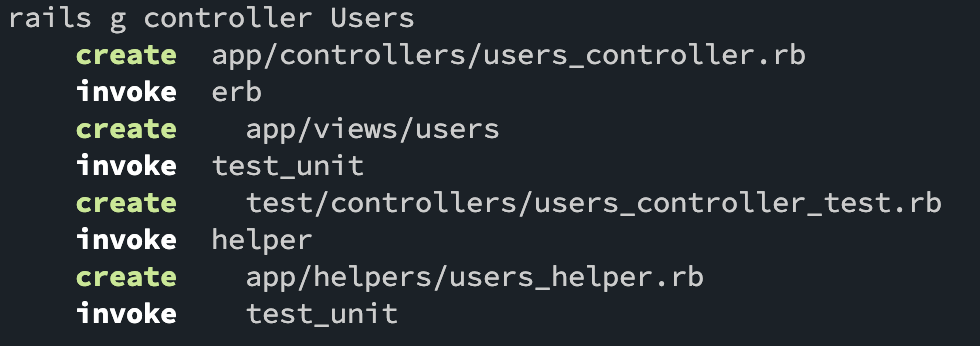 rails g controller Users
    create  app/controllers/users_controller.rb
    invoke  erb
    create    app/views/users
    invoke  test_unit
    create    test/controllers/users_controller_test.rb
    invoke  helper
    create    app/helpers/users_helper.rb
    invoke    test_unit